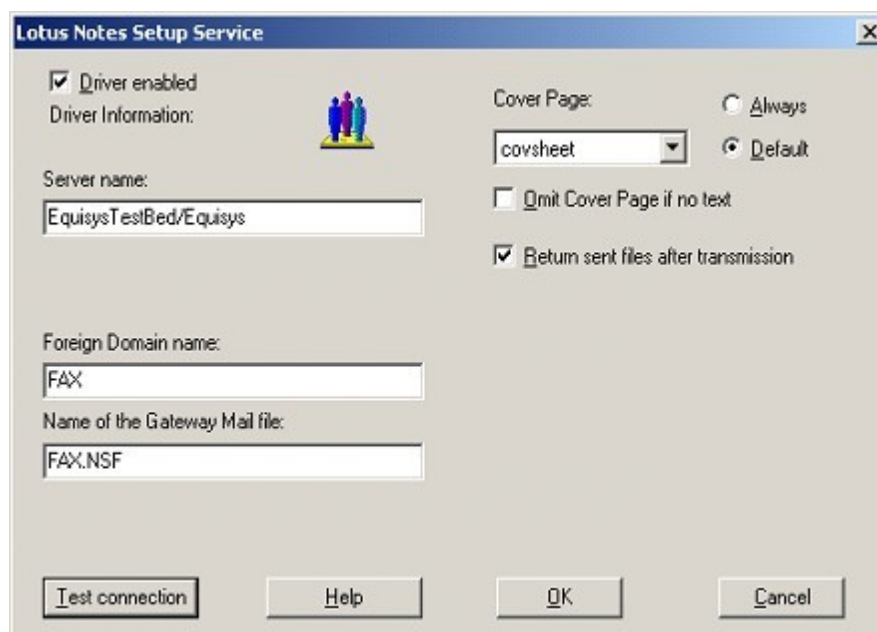 Lotus Notes Setup Service
Driver enabled
Driver Information:
Server name:
EquisysTestBed/Equisys
Foreign Domain name:
FAX
Name of the Gateway Mail file:
FAX.NSF
Cover Page:
Always
covsheet
Default
Omit Cover Page if no text
Return sent files after transmission
Test connection
Help
OK
Cancel